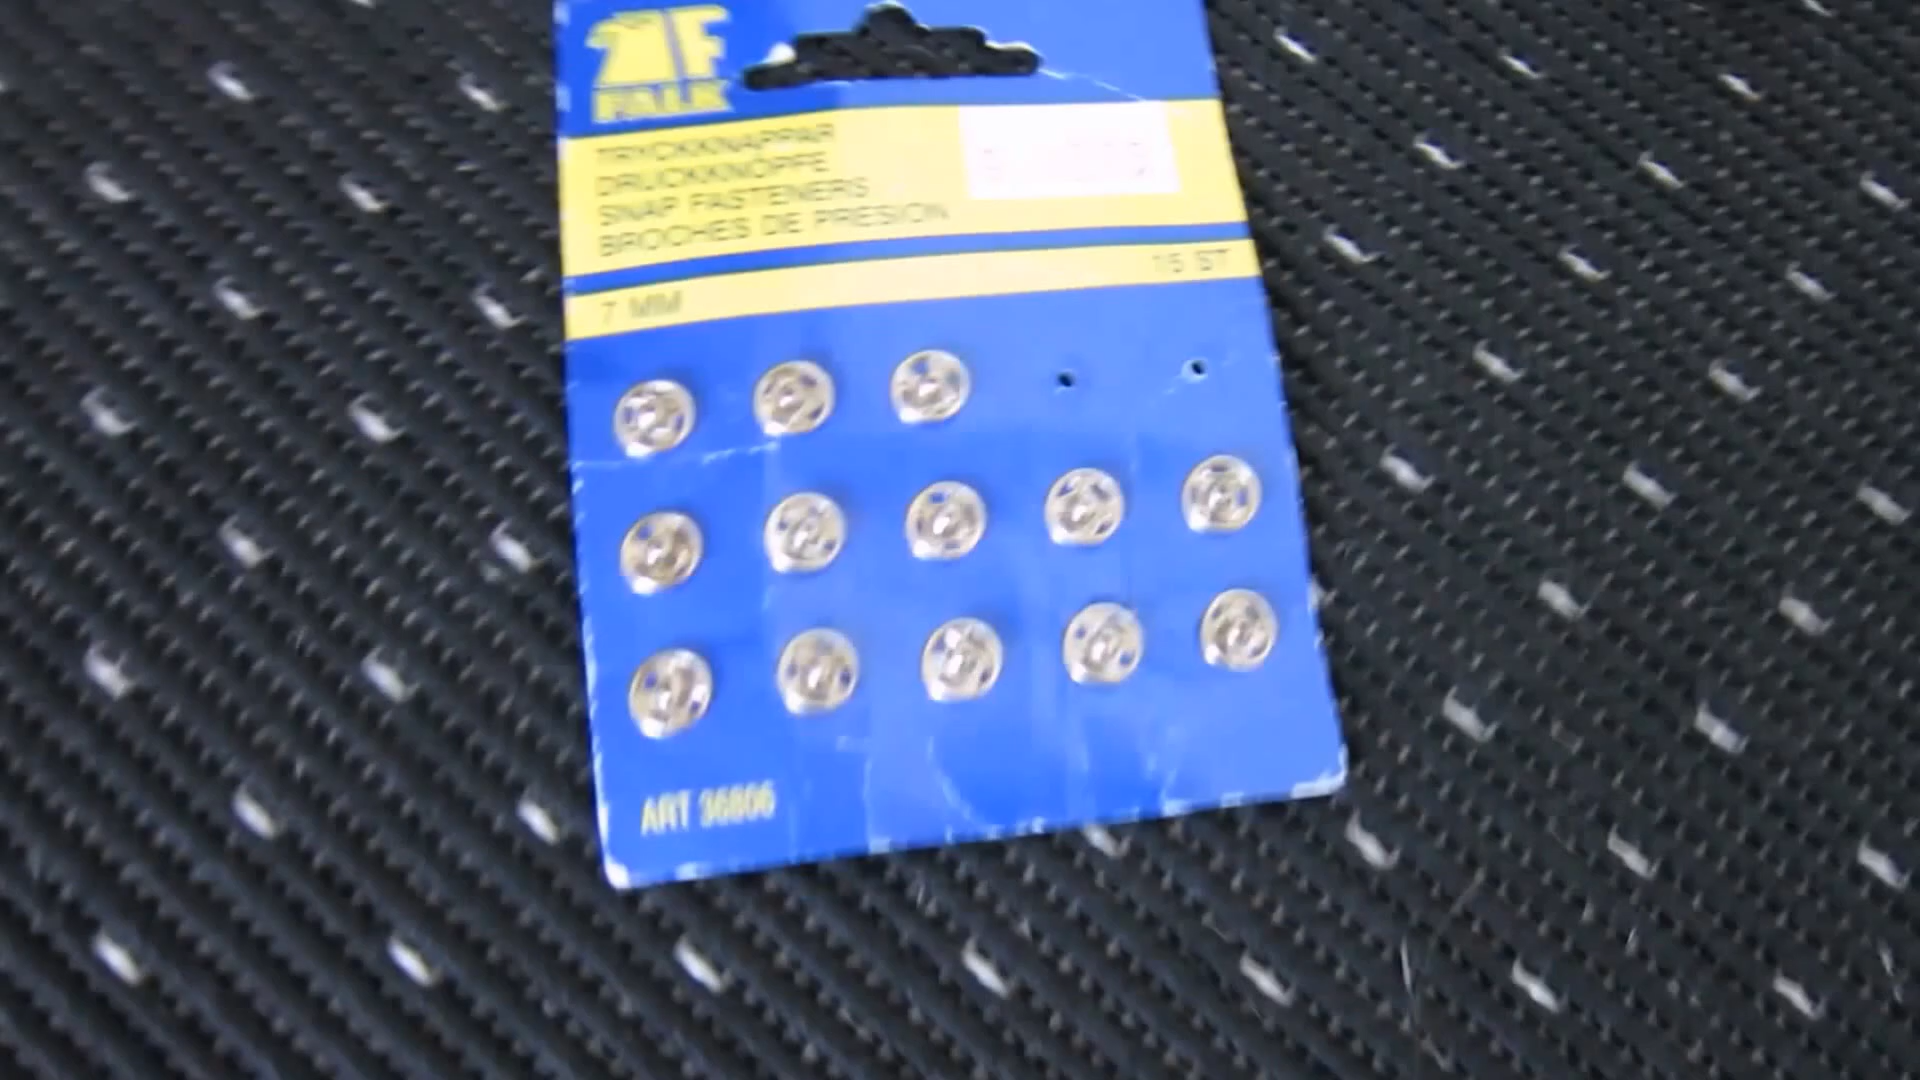 FALK
TRYCKKNAPPAR
DRUCKKNÖPFE
SNAP FASTENERS
BROCHES DE PRESION
7 MM
15 ST
ART 36806